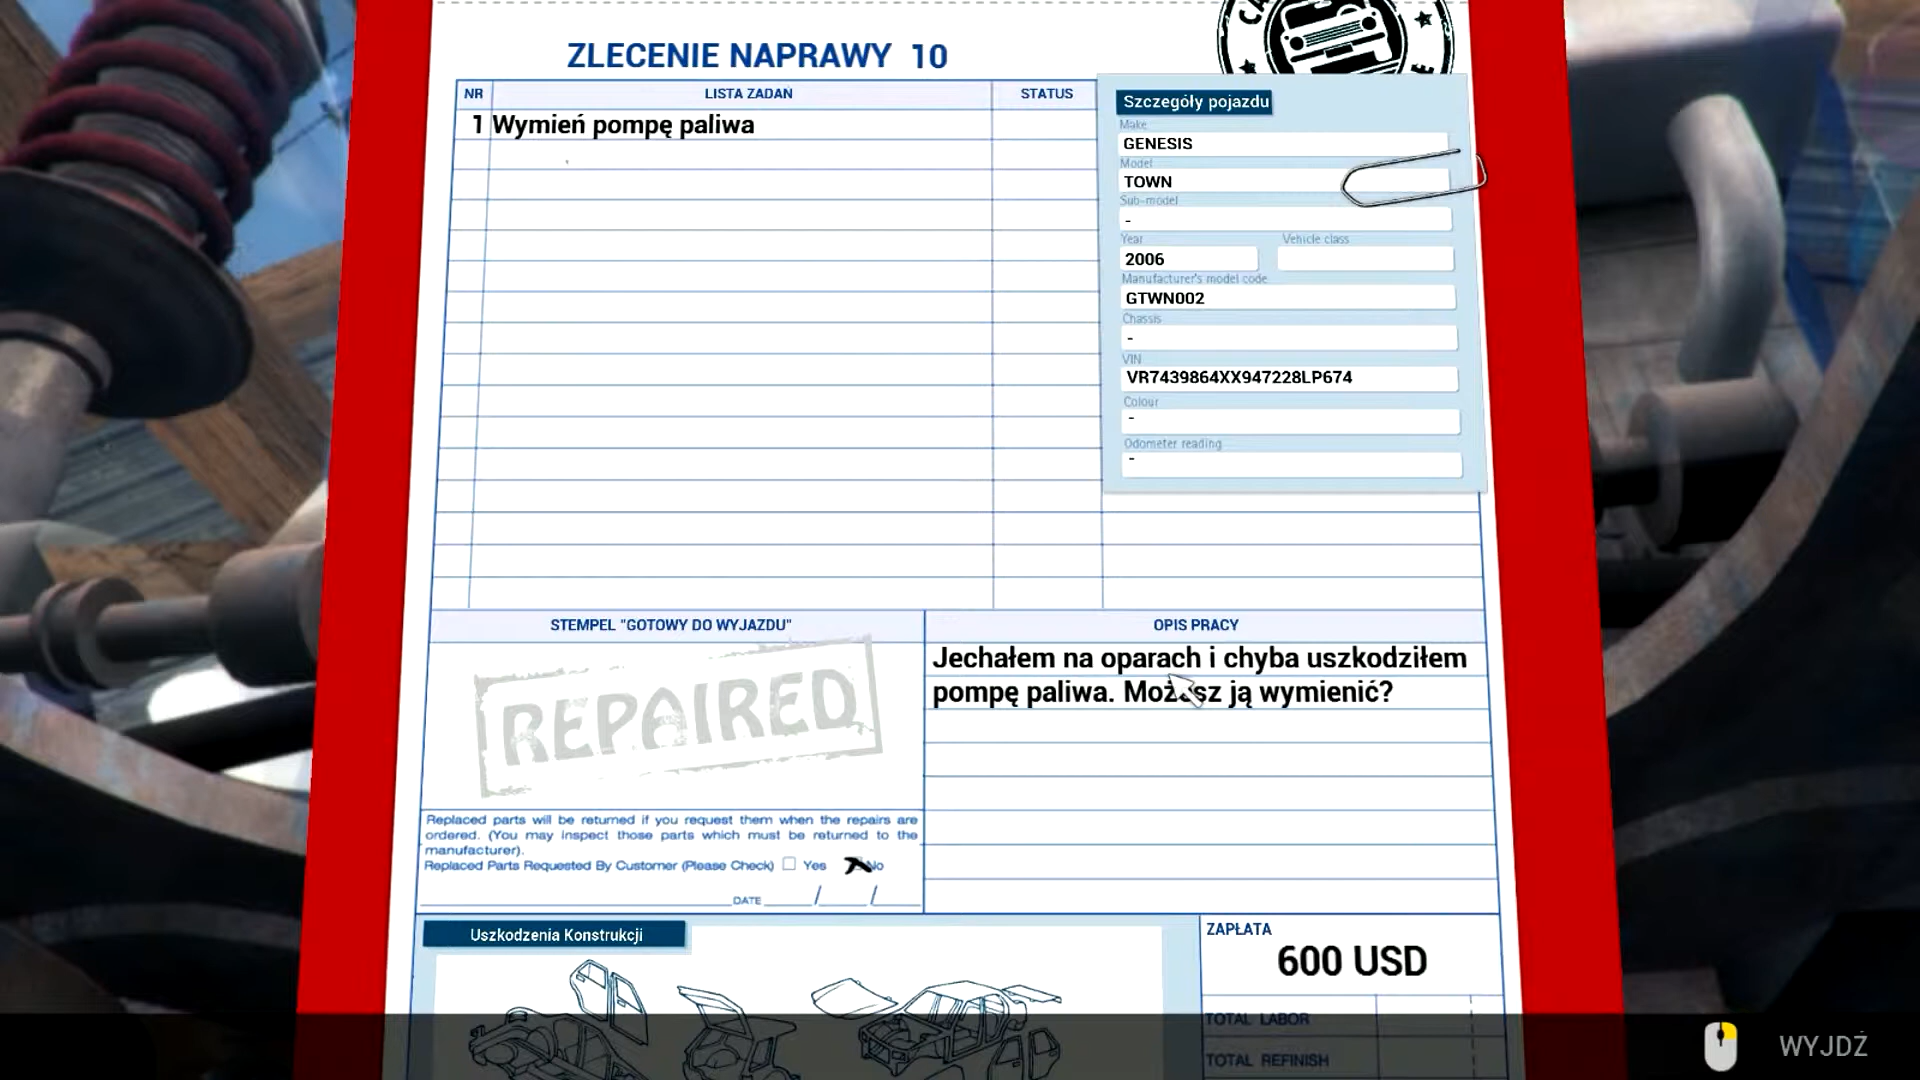 ZLECENIE NAPRAWY 10
NR LISTA ZADAŃ STATUS
1 Wymień pompę paliwa
Szczegóły pojazdu
Make
GENESIS
Model
TOWN
Sub-model
-
Year Vehicle class
2006
Manufacturer's model code
GTWN002
Chassis
-
VIN
VR7439864XX947228LP674
Colour
-
Odometer reading
-
STEMPEL "GOTOWY DO WYJAZDU"
REPAIRED
OPIS PRACY
Jechałem na oparach i chyba uszkodziłem
pompę paliwa. Możesz ją wymienić?
Replaced parts will be returned if you request them when the repairs are
ordered. (You may inspect those parts which must be returned to the
manufacturer).
Replaced Parts Requested By Customer (Please Check) Yes No
DATE / /
Uszkodzenia Konstrukcji
ZAPŁATA
600 USD
TOTAL LABOR
TOTAL REFINISH
WYJDŹ